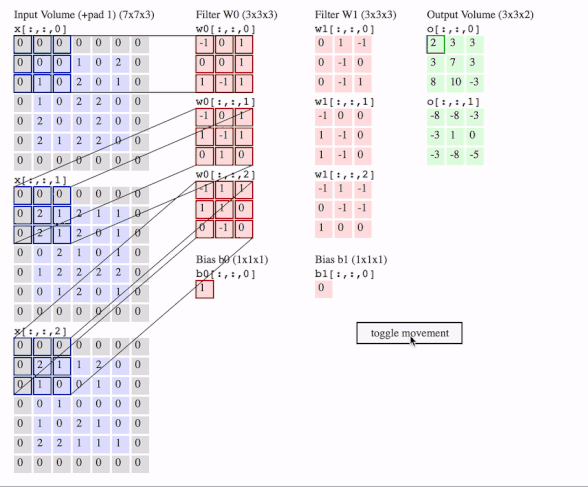 Input Volume (+pad 1) (7x7x3)
x[:,:,0]
0 0 0 0 0 0 0
0 0 0 1 0 2 0
0 1 0 2 0 1 0
0 1 0 2 2 0 0
0 2 0 0 2 0 0
0 2 1 2 2 0 0
0 0 0 0 0 0 0
x[:,:,1]
0 0 0 0 0 0 0
0 2 1 2 1 1 0
0 2 1 2 0 1 0
0 0 2 1 0 1 0
0 1 2 2 2 2 0
0 0 1 2 0 1 0
0 0 0 0 0 0 0
x[:,:,2]
0 0 0 0 0 0 0
0 2 1 1 2 0 0
0 1 0 0 1 0 0
0 0 1 0 0 0 0
0 1 0 2 1 0 0
0 2 2 1 1 1 0
0 0 0 0 0 0 0
Filter W0 (3x3x3)
w0[:,:,0]
-1 0 1
0 0 1
1 -1 1
w0[:,:,1]
-1 0 1
1 -1 1
0 1 0
w0[:,:,2]
-1 1 1
1 1 0
0 -1 0
Bias b0 (1x1x1)
b0[:,:,0]
1
Filter W1 (3x3x3)
w1[:,:,0]
0 1 -1
0 -1 0
0 -1 1
w1[:,:,1]
-1 0 0
1 -1 0
1 -1 0
w1[:,:,2]
-1 1 -1
0 -1 -1
1 0 0
Bias b1 (1x1x1)
b1[:,:,0]
0
Output Volume (3x3x2)
o[:,:,0]
2 3 3
3 7 3
8 10 -3
o[:,:,1]
-8 -8 -3
-3 1 0
-3 -8 -5
toggle movement